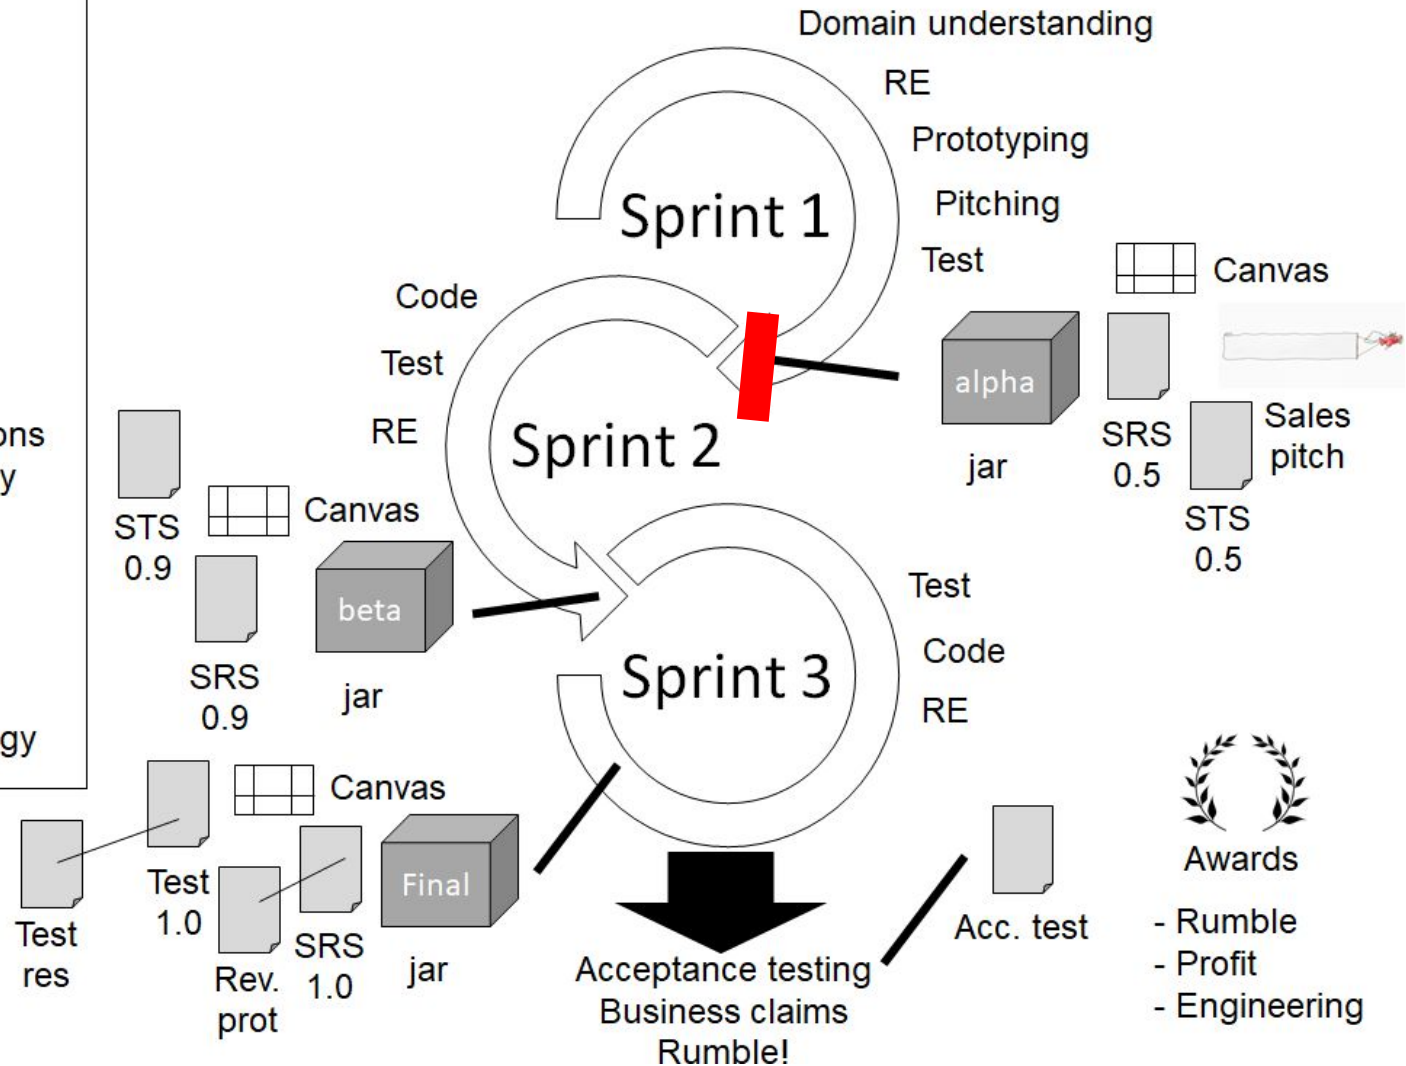 Domain understanding
RE
Prototyping
Pitching
Test
Sprint 1
Canvas
alpha
jar
SRS
0.5
Sales
pitch
STS
0.5
Code
Test
RE
Sprint 2
STS
0.9
Canvas
SRS
0.9
beta
jar
Test
Code
RE
Sprint 3
ons
y
gy
Canvas
Test
1.0
Test
res
Rev.
prot
SRS
1.0
Final
jar
Acceptance testing
Business claims
Rumble!
Acc. test
Awards
- Rumble
- Profit
- Engineering